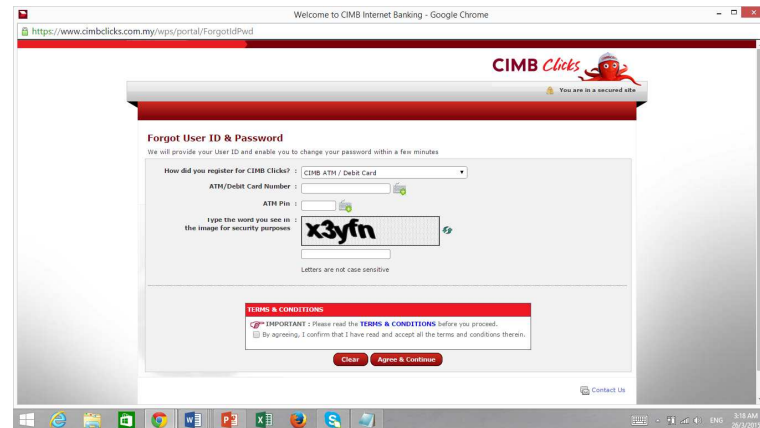 Welcome to CIMB Internet Banking - Google Chrome
https://www.cimbclicks.com.my/wps/portal/ForgotIdPwd
CIMB Clicks
You are in a secured site
Forgot User ID & Password
We will provide your User ID and enable you to change your password within a few minutes
How did you register for CIMB Clicks? : CIMB ATM / Debit Card
ATM/Debit Card Number :
ATM Pin :
Type the word you see in :
the image for security purposes
x3yfn
Letters are not case sensitive
TERMS & CONDITIONS
IMPORTANT : Please read the TERMS & CONDITIONS before you proceed.
By agreeing, I confirm that I have read and accept all the terms and conditions therein.
Clear Agree & Continue
Contact Us
ENG 3:18 AM
26/3/2015